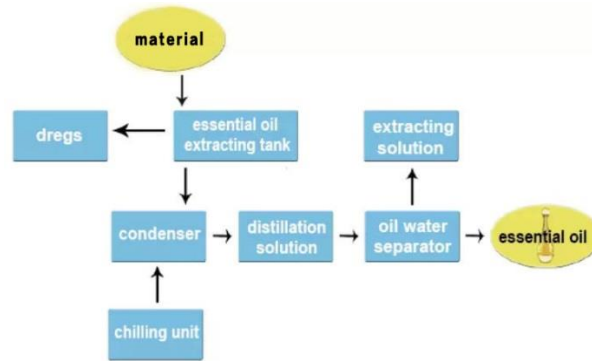 material
dregs
essential oil
extracting tank
extracting
solution
condenser
distillation
solution
oil water
separator
essential oil
chilling unit